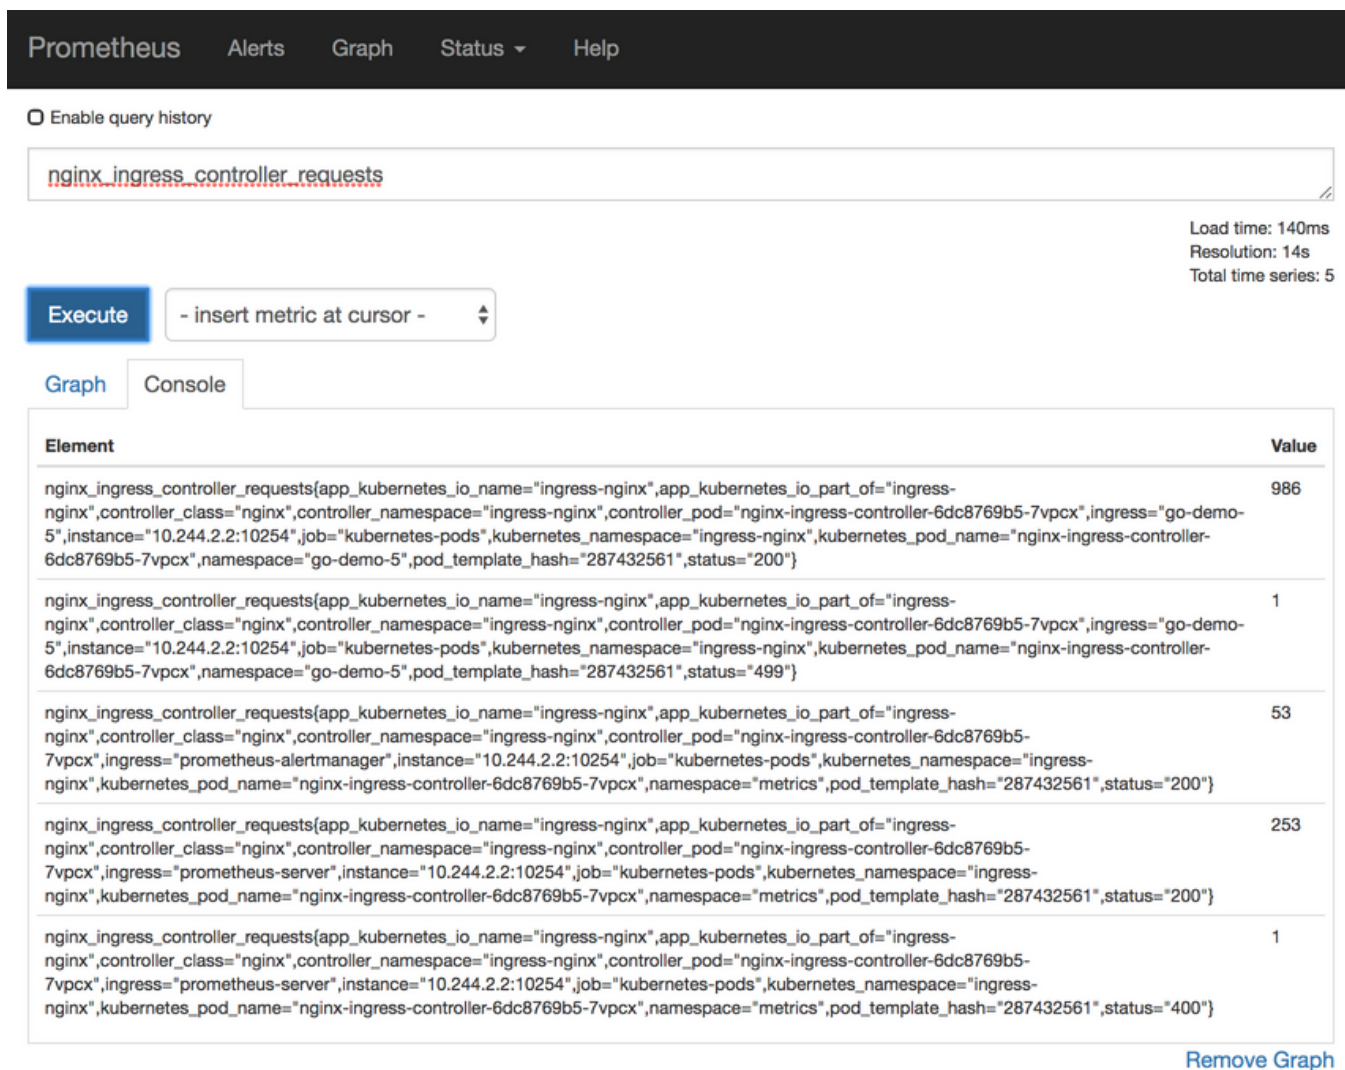 Prometheus Alerts Graph Status Help
Enable query history
nginx_ingress_controller_requests
Load time: 140ms
Resolution: 14s
Total time series: 5
Execute - insert metric at cursor -
Graph Console
Element Value
nginx_ingress_controller_requests{app_kubernetes_io_name="ingress-nginx",app_kubernetes_io_part_of="ingress- 986
nginx",controller_class="nginx",controller_namespace="ingress-nginx",controller_pod="nginx-ingress-controller-6dc8769b5-7vpcx",ingress="go-demo-
5",instance="10.244.2.2:10254",job="kubernetes-pods",kubernetes_namespace="ingress-nginx",kubernetes_pod_name="nginx-ingress-controller-
6dc8769b5-7vpcx",namespace="go-demo-5",pod_template_hash="287432561",status="200"}
nginx_ingress_controller_requests{app_kubernetes_io_name="ingress-nginx",app_kubernetes_io_part_of="ingress- 1
nginx",controller_class="nginx",controller_namespace="ingress-nginx",controller_pod="nginx-ingress-controller-6dc8769b5-7vpcx",ingress="go-demo-
5",instance="10.244.2.2:10254",job="kubernetes-pods",kubernetes_namespace="ingress-nginx",kubernetes_pod_name="nginx-ingress-controller-
6dc8769b5-7vpcx",namespace="go-demo-5",pod_template_hash="287432561",status="499"}
nginx_ingress_controller_requests{app_kubernetes_io_name="ingress-nginx",app_kubernetes_io_part_of="ingress- 53
nginx",controller_class="nginx",controller_namespace="ingress-nginx",controller_pod="nginx-ingress-controller-6dc8769b5-
7vpcx",ingress="prometheus-alertmanager",instance="10.244.2.2:10254",job="kubernetes-pods",kubernetes_namespace="ingress-
nginx",kubernetes_pod_name="nginx-ingress-controller-6dc8769b5-7vpcx",namespace="metrics",pod_template_hash="287432561",status="200"}
nginx_ingress_controller_requests{app_kubernetes_io_name="ingress-nginx",app_kubernetes_io_part_of="ingress- 253
nginx",controller_class="nginx",controller_namespace="ingress-nginx",controller_pod="nginx-ingress-controller-6dc8769b5-
7vpcx",ingress="prometheus-server",instance="10.244.2.2:10254",job="kubernetes-pods",kubernetes_namespace="ingress-
nginx",kubernetes_pod_name="nginx-ingress-controller-6dc8769b5-7vpcx",namespace="metrics",pod_template_hash="287432561",status="200"}
nginx_ingress_controller_requests{app_kubernetes_io_name="ingress-nginx",app_kubernetes_io_part_of="ingress- 1
nginx",controller_class="nginx",controller_namespace="ingress-nginx",controller_pod="nginx-ingress-controller-6dc8769b5-
7vpcx",ingress="prometheus-server",instance="10.244.2.2:10254",job="kubernetes-pods",kubernetes_namespace="ingress-
nginx",kubernetes_pod_name="nginx-ingress-controller-6dc8769b5-7vpcx",namespace="metrics",pod_template_hash="287432561",status="400"}
Remove Graph